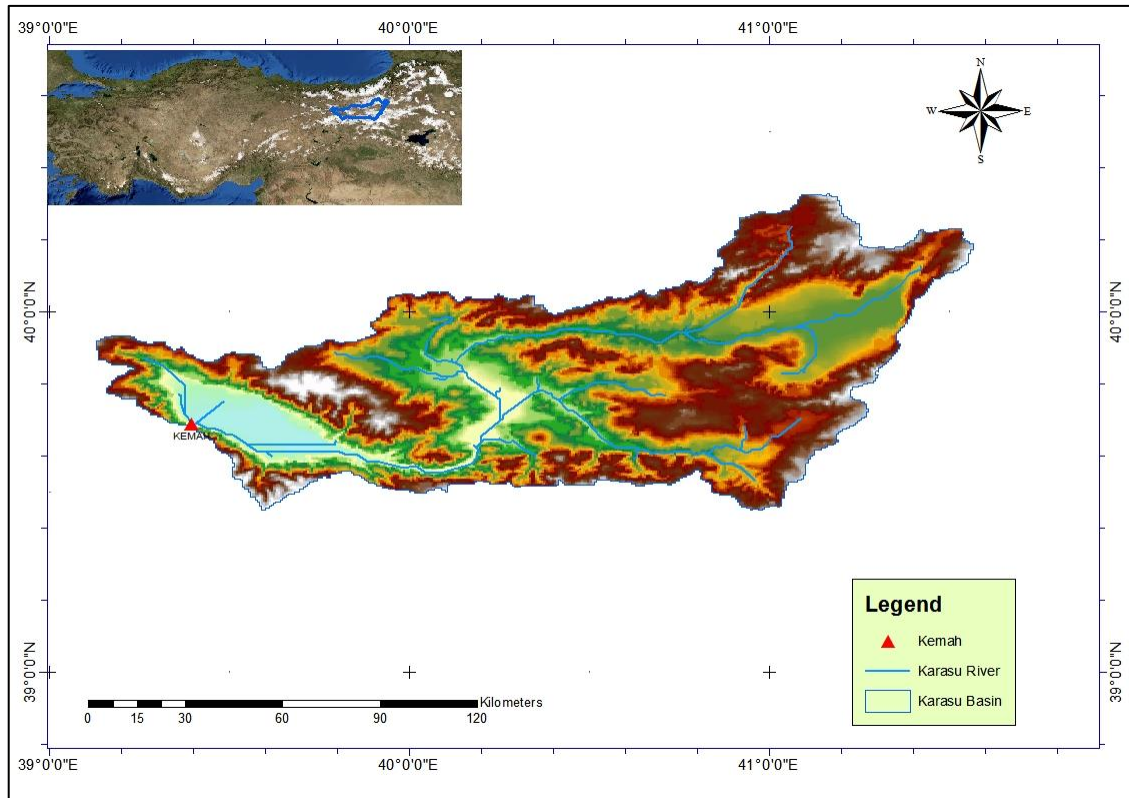 39°0'0"E 40°0'0"E 41°0'0"E
N
W E
S
40°0'0"N 40°0'0"N
KEMAH
Legend
Kemah
Karasu River
Karasu Basin
39°0'0"N 39°0'0"N
Kilometers
0 15 30 60 90 120
39°0'0"E 40°0'0"E 41°0'0"E